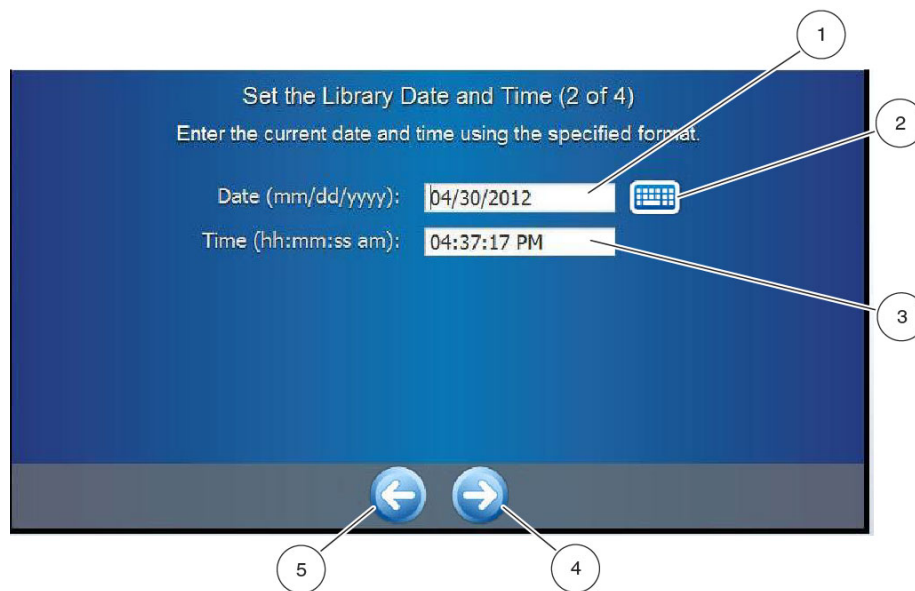 1
Set the Library Date and Time (2 of 4)
2
Enter the current date and time using the specified format.
Date (mm/dd/yyyy): 04/30/2012
Time (hh:mm:ss am): 04:37:17 PM
3
5
4